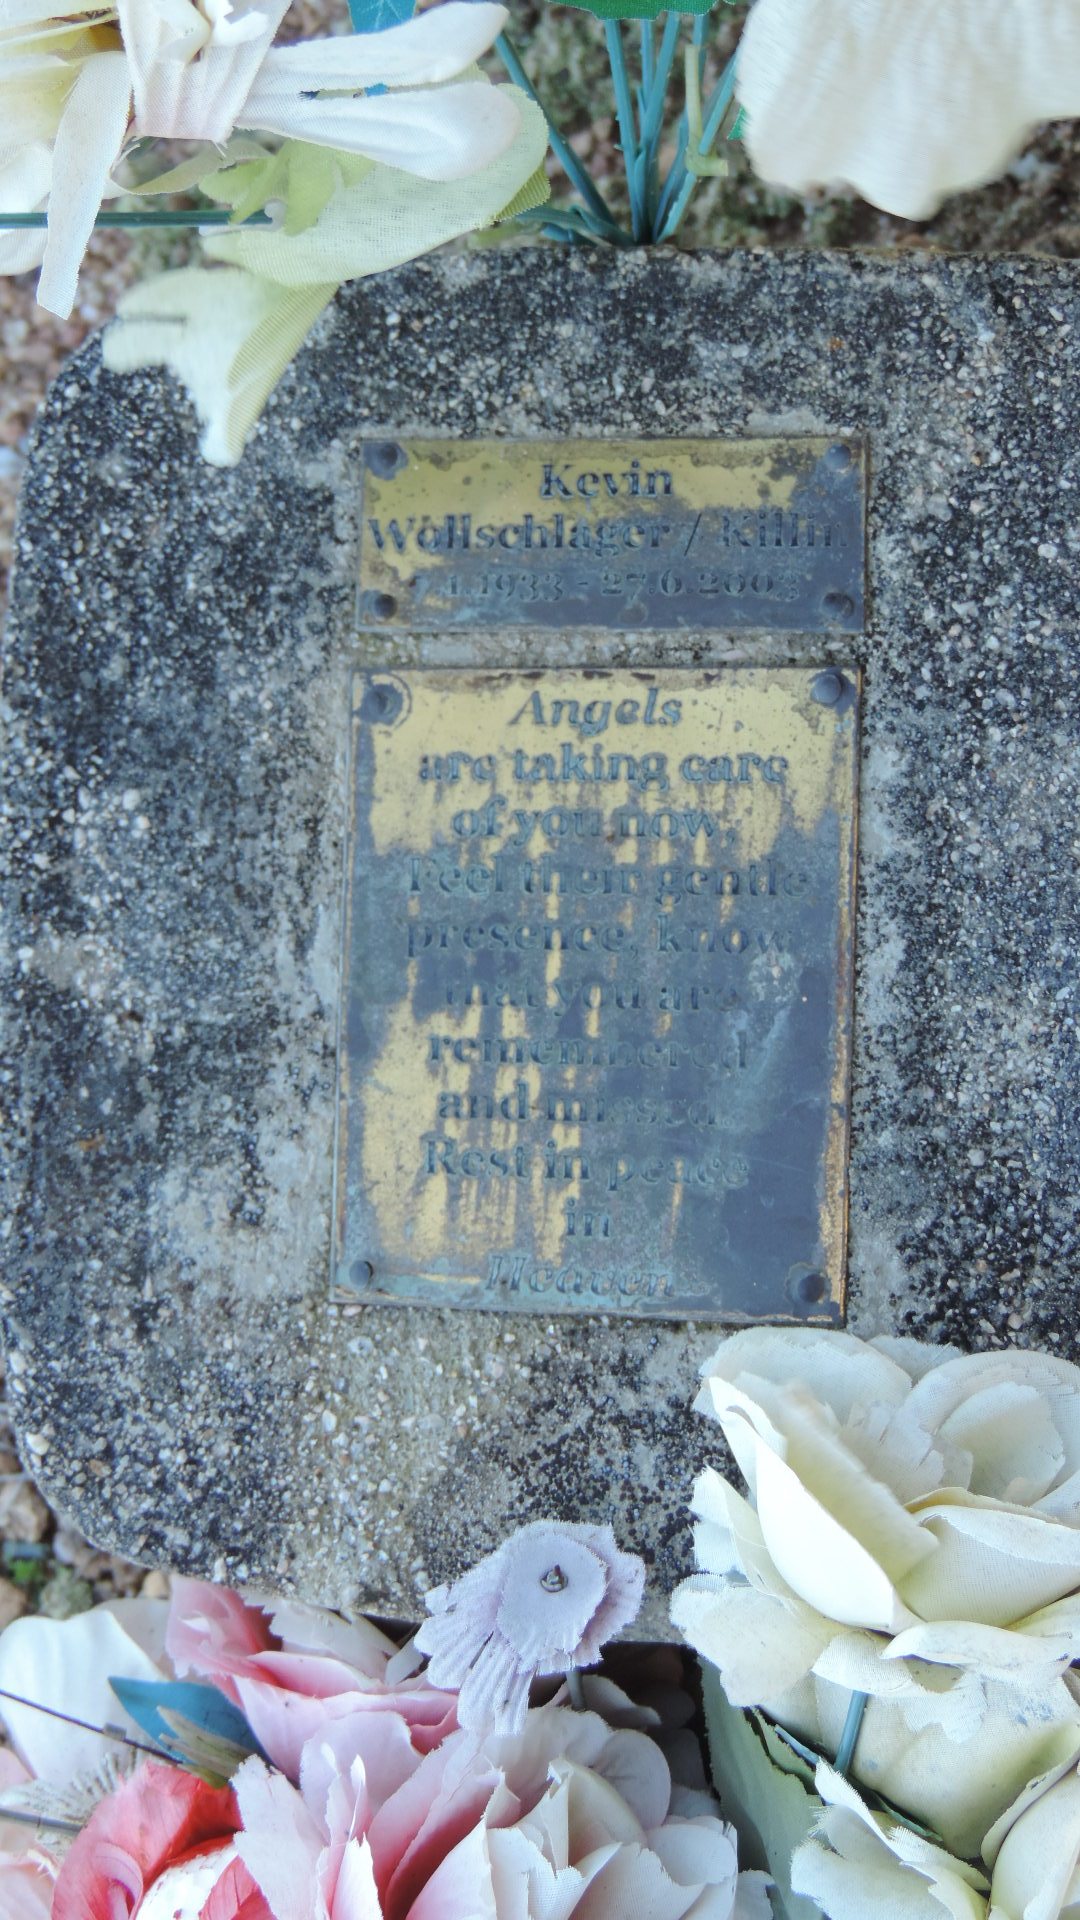 Kevin
Wollschlager / Killin
7.1.1933 - 27.6.2003
Angels
are taking care
of you now.
Feel their gentle
presence, know
that you are
remembered
and missed.
Rest in peace
in
Heaven